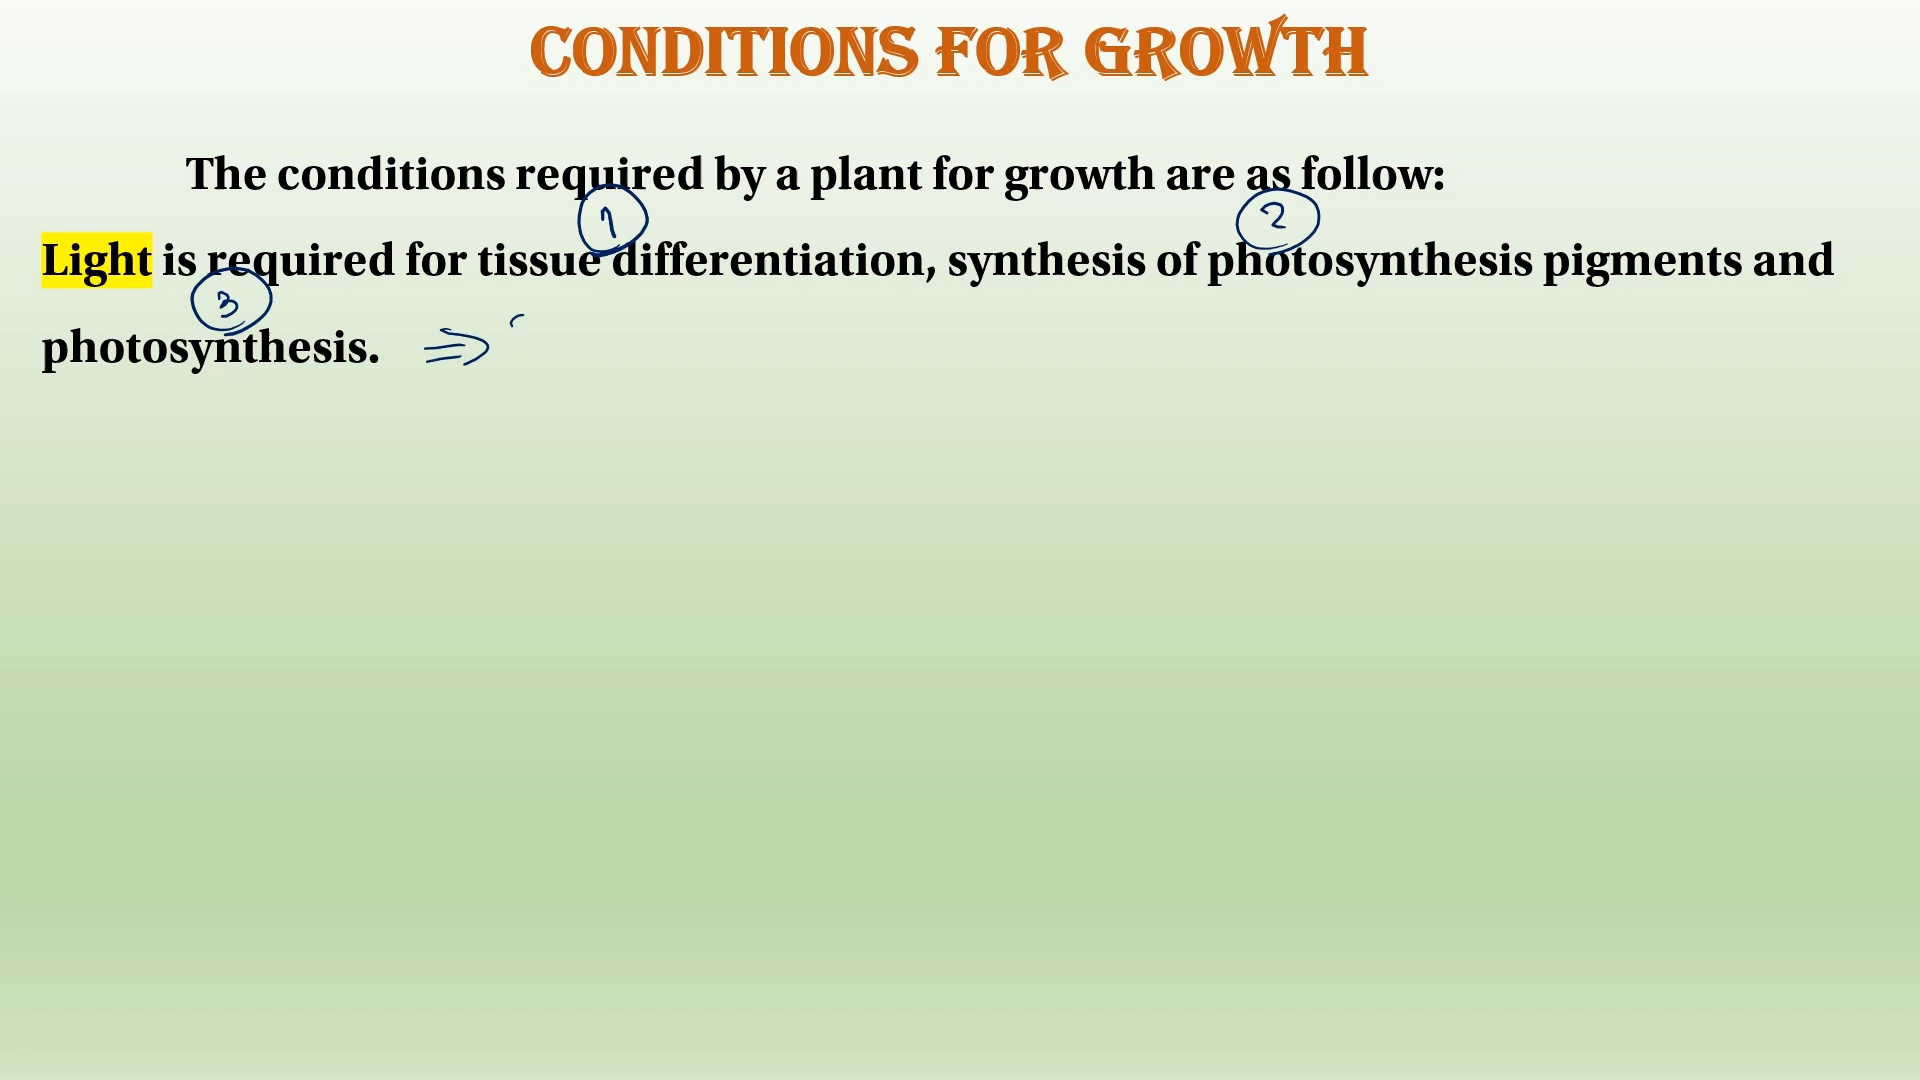 CONDITIONS FOR GROWTH
The conditions required by a plant for growth are as follow:
1 2
Light is required for tissue differentiation, synthesis of photosynthesis pigments and
3
photosynthesis. ⇒